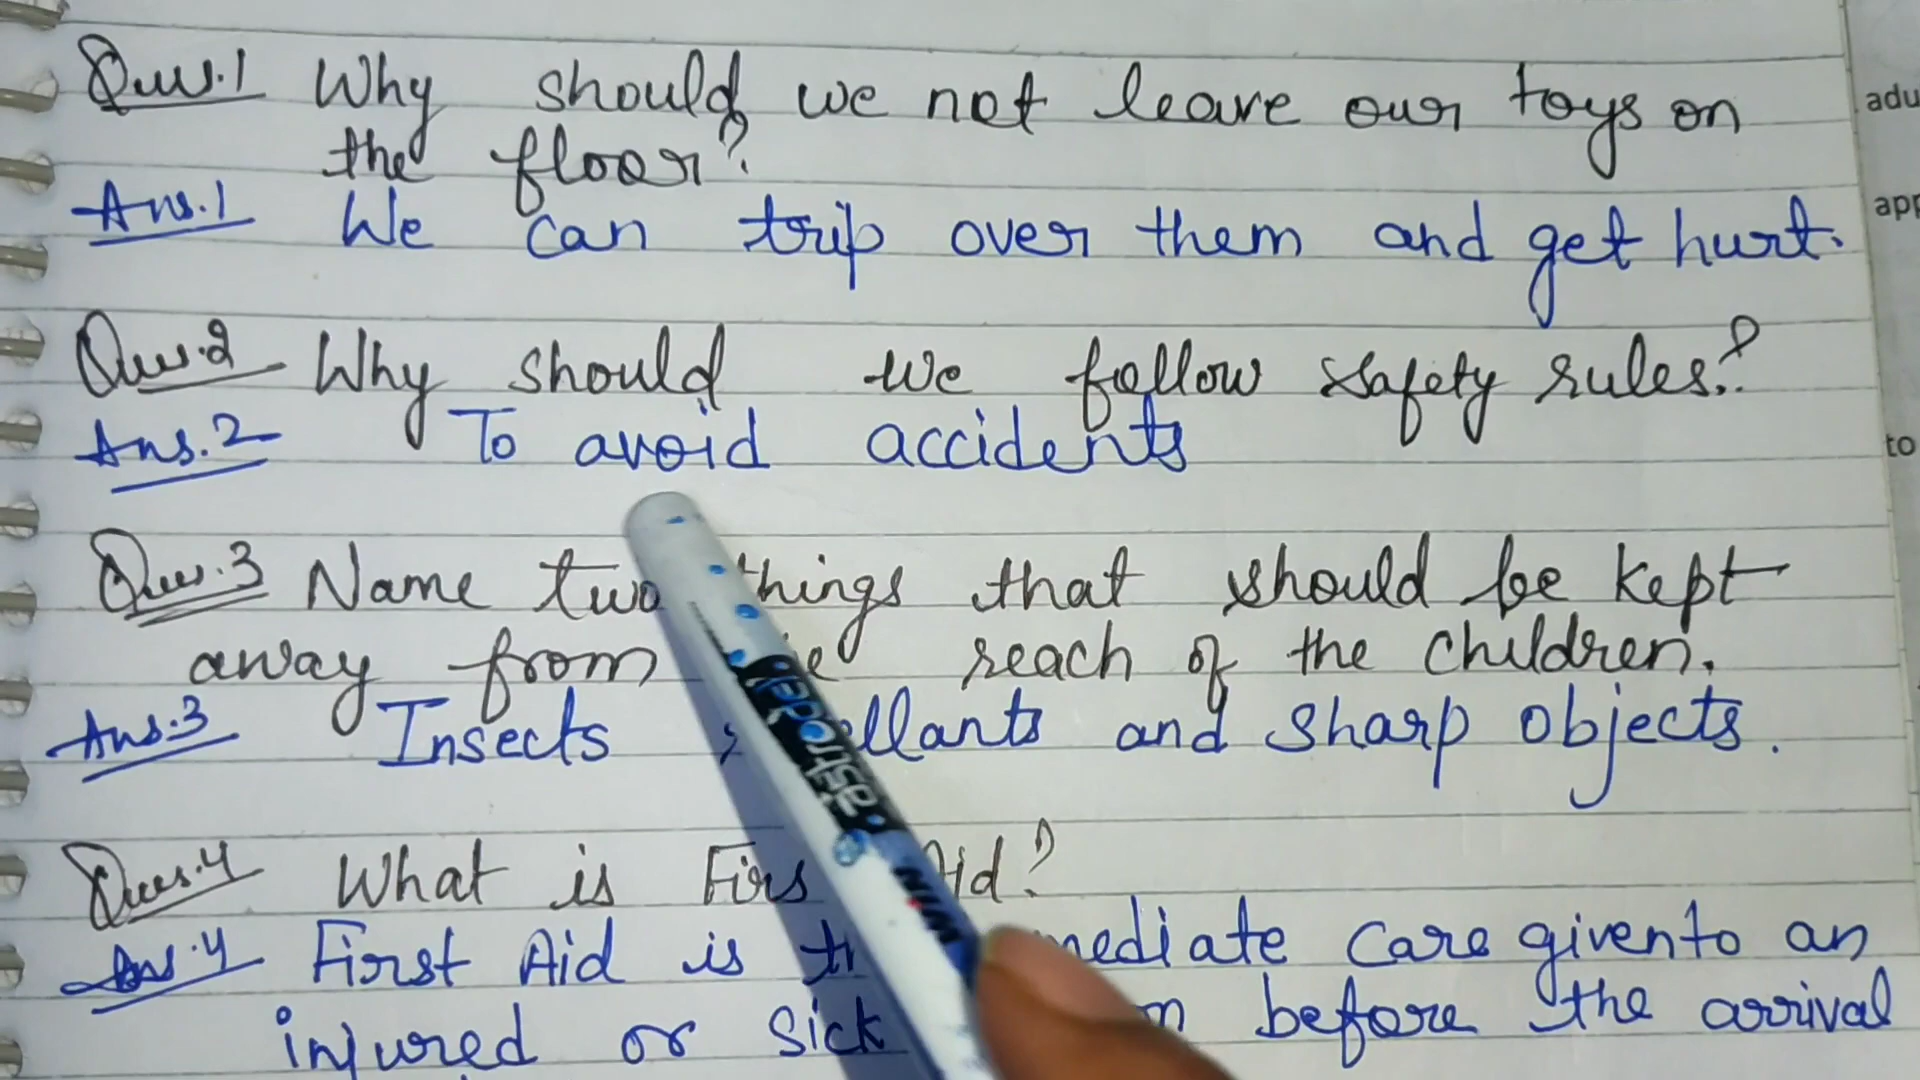 Ques.1 Why should we not leave our toys on
the floor?
Ans.1 We can trip over them and get hurt.
Ques.2 Why should we follow safety rules?
Ans.2 To avoid accidents
Ques.3 Name two things that should be kept
away from reach of the children.
Ans.3 Insects and sharp objects.
Ques.4 What is Aid?
Ans.4 First Aid is care given to an
injured or sick before the arrival
adu
app
to